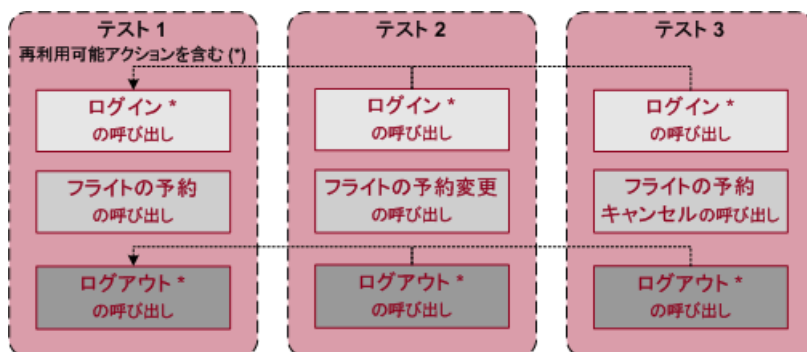 テスト 1
再利用可能アクションを含む (*)
ログイン *
の呼び出し
フライトの予約
の呼び出し
ログアウト *
の呼び出し
テスト 2
ログイン *
の呼び出し
フライトの予約変更
の呼び出し
ログアウト *
の呼び出し
テスト 3
ログイン *
の呼び出し
フライトの予約
キャンセルの呼び出し
ログアウト *
の呼び出し